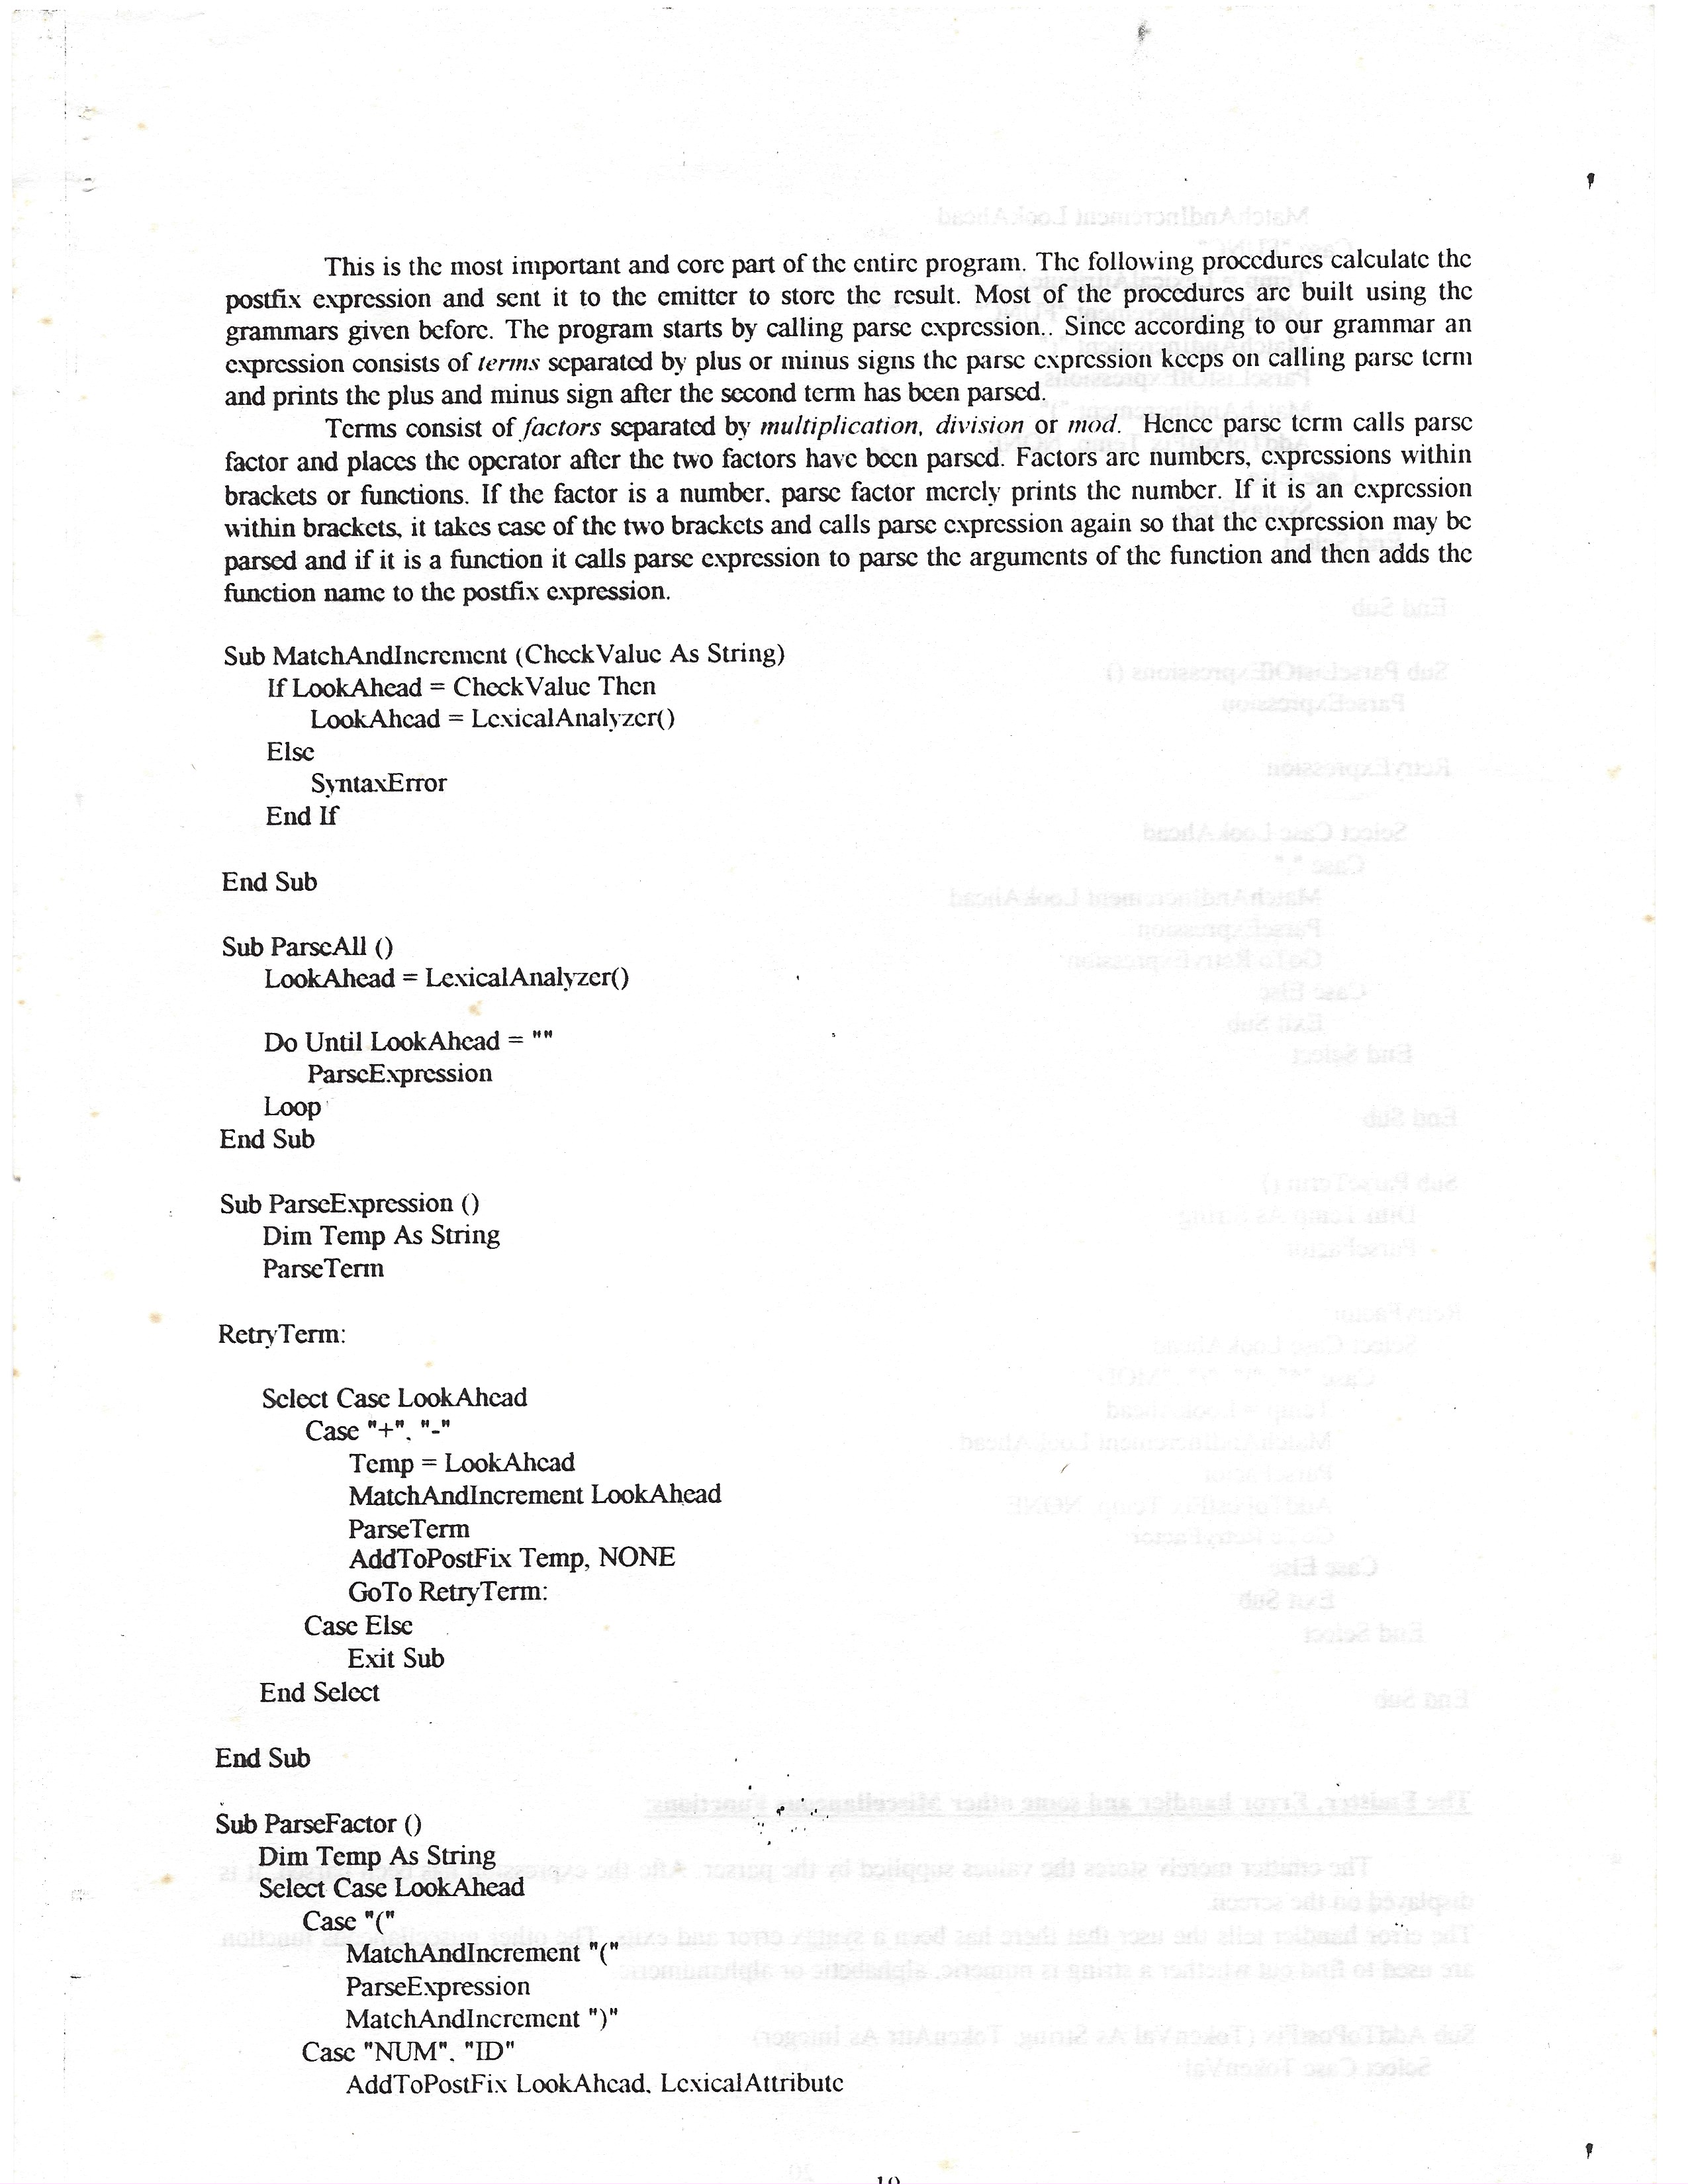 This is the most important and core part of the entire program. The following procedures calculate the
postfix expression and sent it to the emitter to store the result. Most of the procedures are built using the
grammars given before. The program starts by calling parse expression.. Since according to our grammar an
expression consists of terms separated by plus or minus signs the parse expression keeps on calling parse term
and prints the plus and minus sign after the second term has been parsed.
Terms consist of factors separated by multiplication, division or mod. Hence parse term calls parse
factor and places the operator after the two factors have been parsed. Factors are numbers, expressions within
brackets or functions. If the factor is a number, parse factor merely prints the number. If it is an expression
within brackets, it takes case of the two brackets and calls parse expression again so that the expression may be
parsed and if it is a function it calls parse expression to parse the arguments of the function and then adds the
function name to the postfix expression.
Sub MatchAndIncrement (CheckValue As String)
If LookAhead = CheckValue Then
LookAhead = LexicalAnalyzer()
Else
SyntaxError
End If
End Sub
Sub ParseAll ()
LookAhead = LexicalAnalyzer()
Do Until LookAhead = ""
ParseExpression
Loop
End Sub
Sub ParseExpression ()
Dim Temp As String
ParseTerm
RetryTerm:
Select Case LookAhead
Case "+", "-"
Temp = LookAhead
MatchAndIncrement LookAhead
ParseTerm
AddToPostFix Temp, NONE
GoTo RetryTerm:
Case Else
Exit Sub
End Select
End Sub
Sub ParseFactor ()
Dim Temp As String
Select Case LookAhead
Case "("
MatchAndIncrement "("
ParseExpression
MatchAndIncrement ")"
Case "NUM", "ID"
AddToPostFix LookAhead, LexicalAttribute